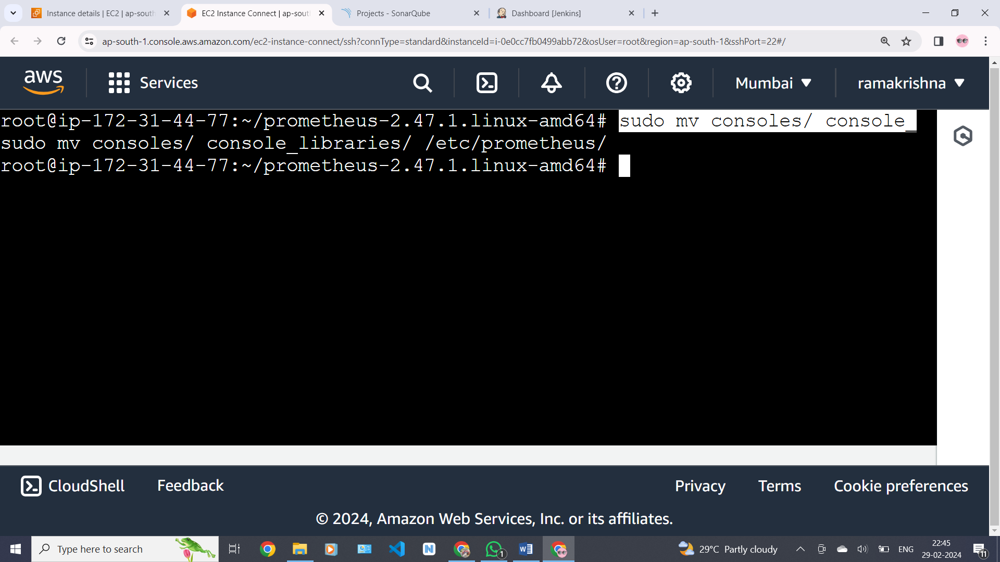 Instance details | EC2 | ap-south
EC2 Instance Connect | ap-sout
Projects - SonarQube
Dashboard [Jenkins]
ap-south-1.console.aws.amazon.com/ec2-instance-connect/ssh?connType=standard&instanceId=i-0e0cc7fb0499abb72&osUser=root&region=ap-south-1&sshPort=22#/
aws
Services
Mumbai
ramakrishna
root@ip-172-31-44-77:~/prometheus-2.47.1.linux-amd64# sudo mv consoles/ console_
sudo mv consoles/ console_libraries/ /etc/prometheus/
root@ip-172-31-44-77:~/prometheus-2.47.1.linux-amd64#
CloudShell
Feedback
Privacy
Terms
Cookie preferences
© 2024, Amazon Web Services, Inc. or its affiliates.
Type here to search
1
29°C Partly cloudy
ENG
22:45
29-02-2024
11